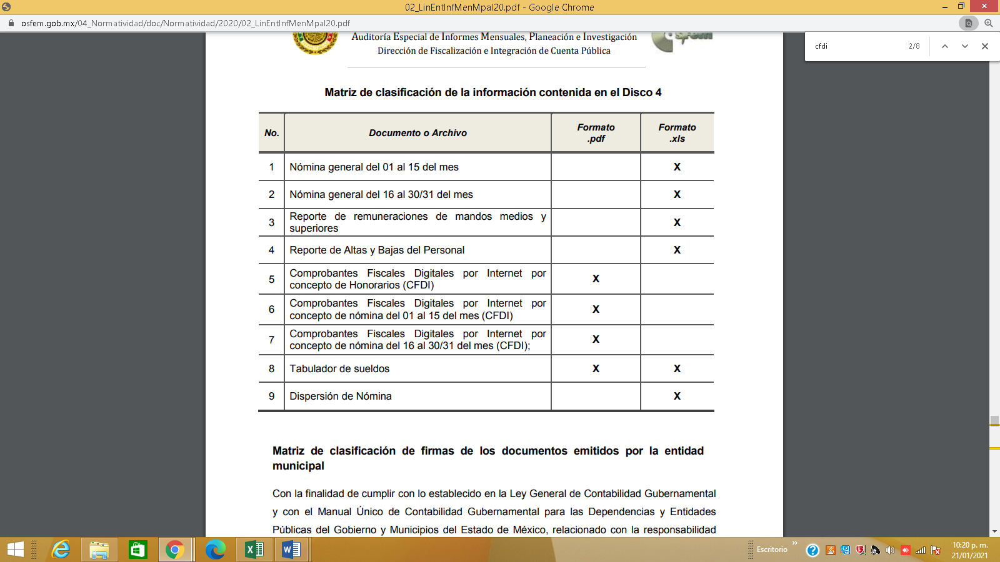 02_LinEntInfMenMpal20.pdf - Google Chrome
osfem.gob.mx/04_Normatividad/doc/Normatividad/2020/02_LinEntInfMenMpal20.pdf
cfdi 2/8
Auditoría Especial de Informes Mensuales, Planeación e Investigación
Dirección de Fiscalización e Integración de Cuenta Pública
osfem
Matriz de clasificación de la información contenida en el Disco 4
No. Documento o Archivo Formato .pdf Formato .xls
1 Nómina general del 01 al 15 del mes X
2 Nómina general del 16 al 30/31 del mes X
3 Reporte de remuneraciones de mandos medios y
superiores X
4 Reporte de Altas y Bajas del Personal X
5 Comprobantes Fiscales Digitales por Internet por
concepto de Honorarios (CFDI) X
6 Comprobantes Fiscales Digitales por Internet por
concepto de nómina del 01 al 15 del mes (CFDI) X
7 Comprobantes Fiscales Digitales por Internet por
concepto de nómina del 16 al 30/31 del mes (CFDI); X
8 Tabulador de sueldos X X
9 Dispersión de Nómina X
Matriz de clasificación de firmas de los documentos emitidos por la entidad
municipal
Con la finalidad de cumplir con lo establecido en la Ley General de Contabilidad Gubernamental
y con el Manual Único de Contabilidad Gubernamental para las Dependencias y Entidades
Públicas del Gobierno y Municipios del Estado de México, relacionado con la responsabilidad
Escritorio
10:20 p. m.
21/01/2021